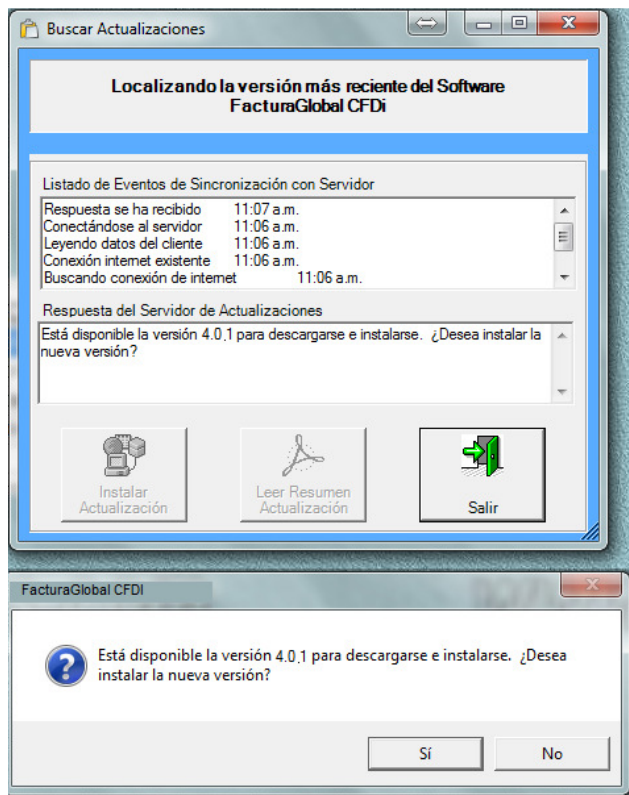 Buscar Actualizaciones
Localizando la versión más reciente del Software
FacturaGlobal CFDi
Listado de Eventos de Sincronización con Servidor
Respuesta se ha recibido 11:07 a.m.
Conectándose al servidor 11:06 a.m.
Leyendo datos del cliente 11:06 a.m.
Conexión internet existente 11:06 a.m.
Buscando conexión de internet 11:06 a.m.
Respuesta del Servidor de Actualizaciones
Está disponible la versión 4.0.1 para descargarse e instalarse. ¿Desea instalar la
nueva versión?
Instalar
Actualización
Leer Resumen
Actualización
Salir
FacturaGlobal CFDI
Está disponible la versión 4.0.1 para descargarse e instalarse. ¿Desea
instalar la nueva versión?
Sí
No